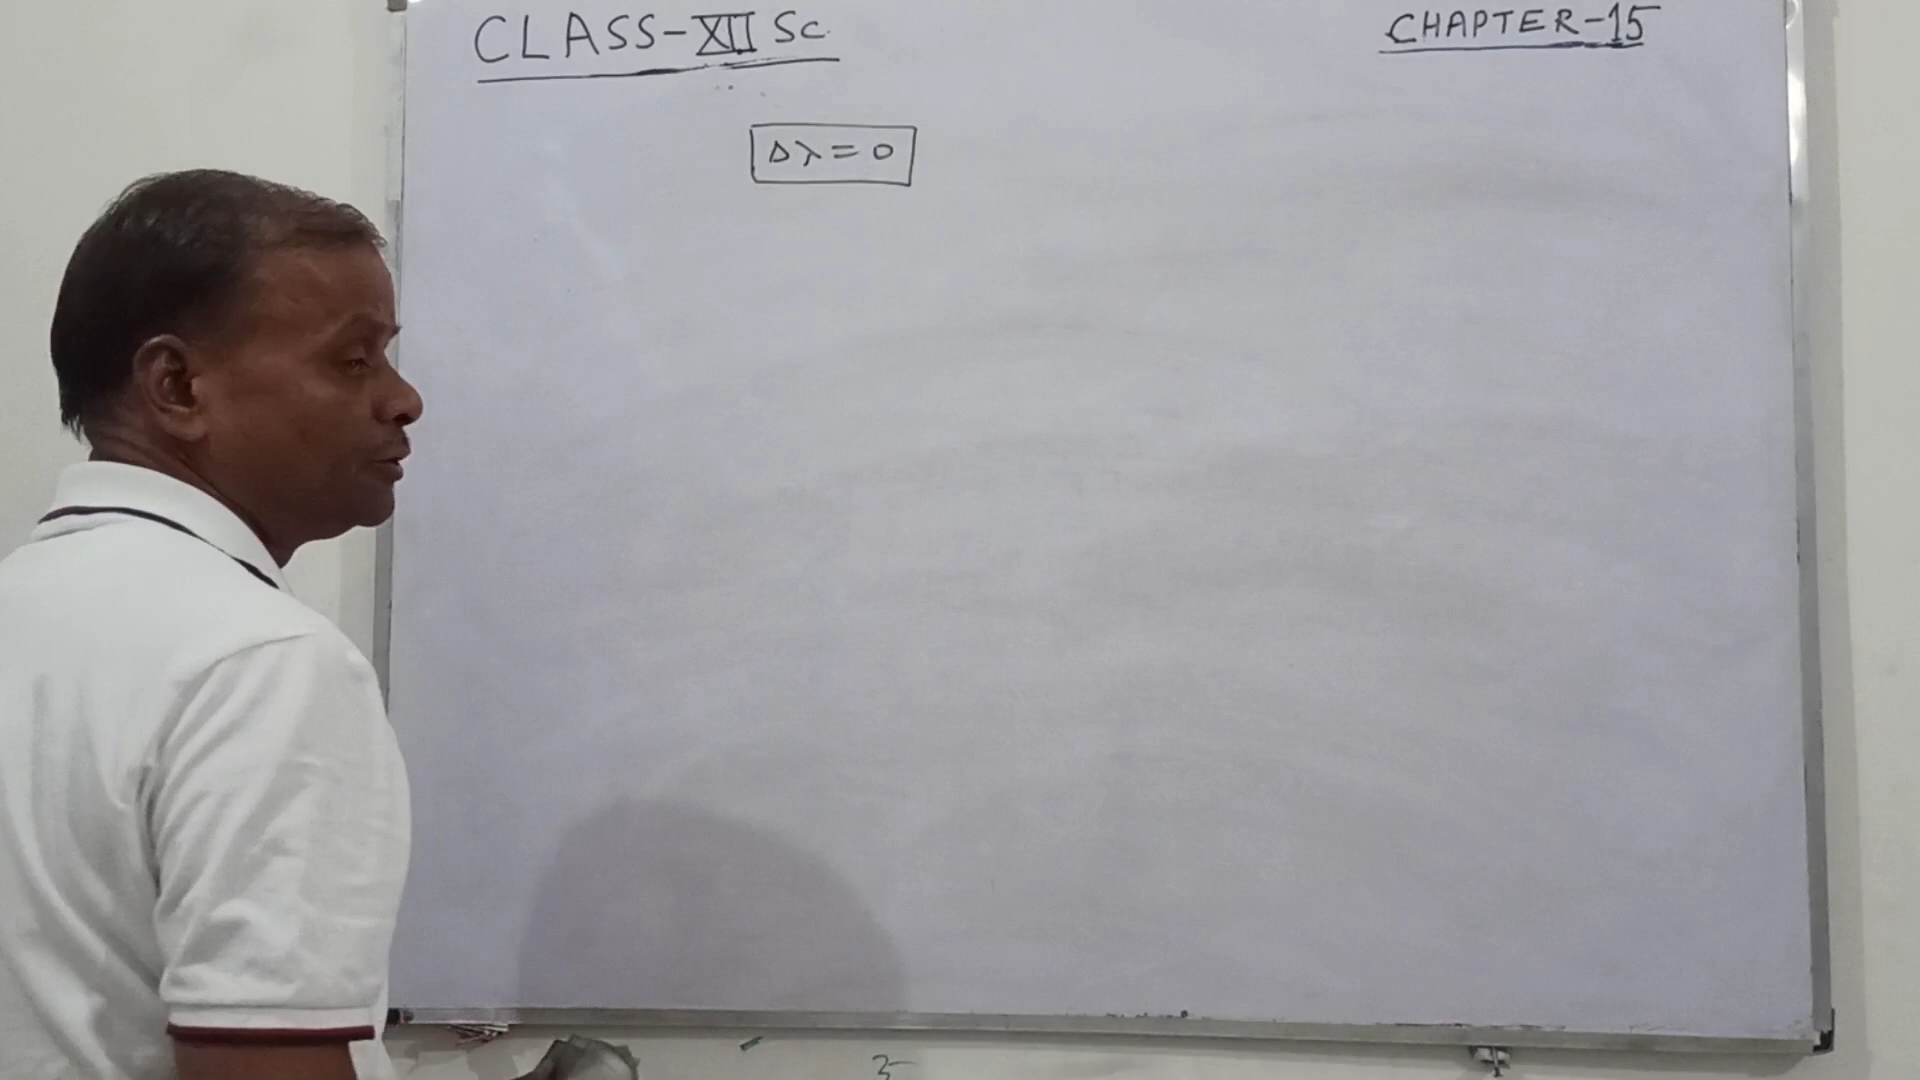 CLASS-XII Sc
CHAPTER-15
Δλ = 0